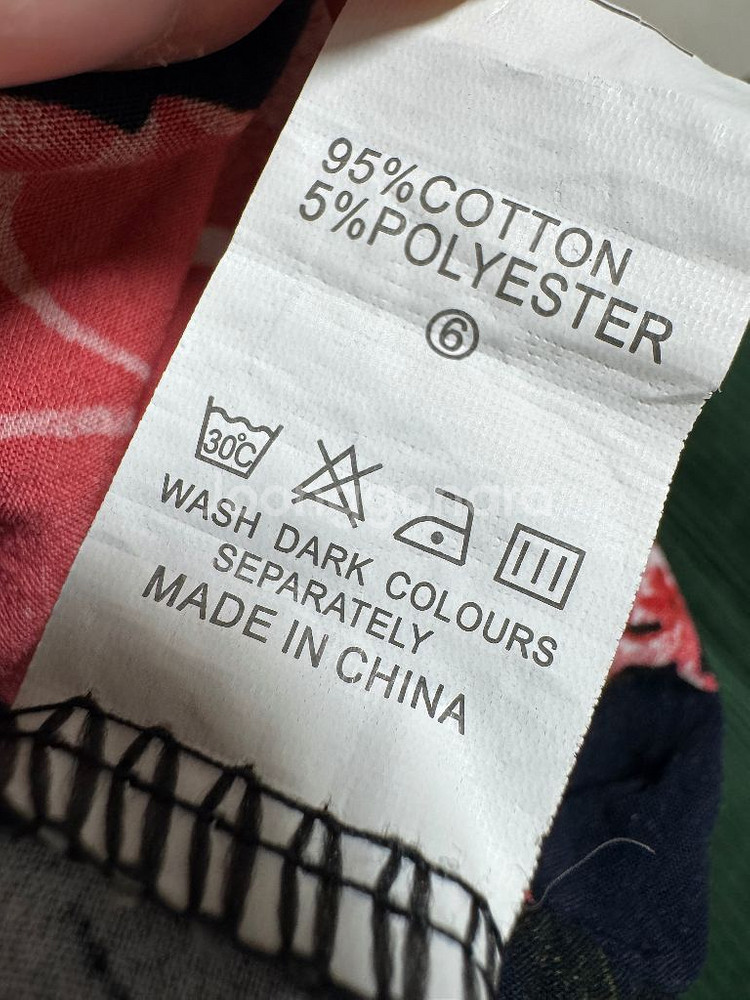 95%COTTON
5%POLYESTER
6
30°C
WASH DARK COLOURS
SEPARATELY
MADE IN CHINA